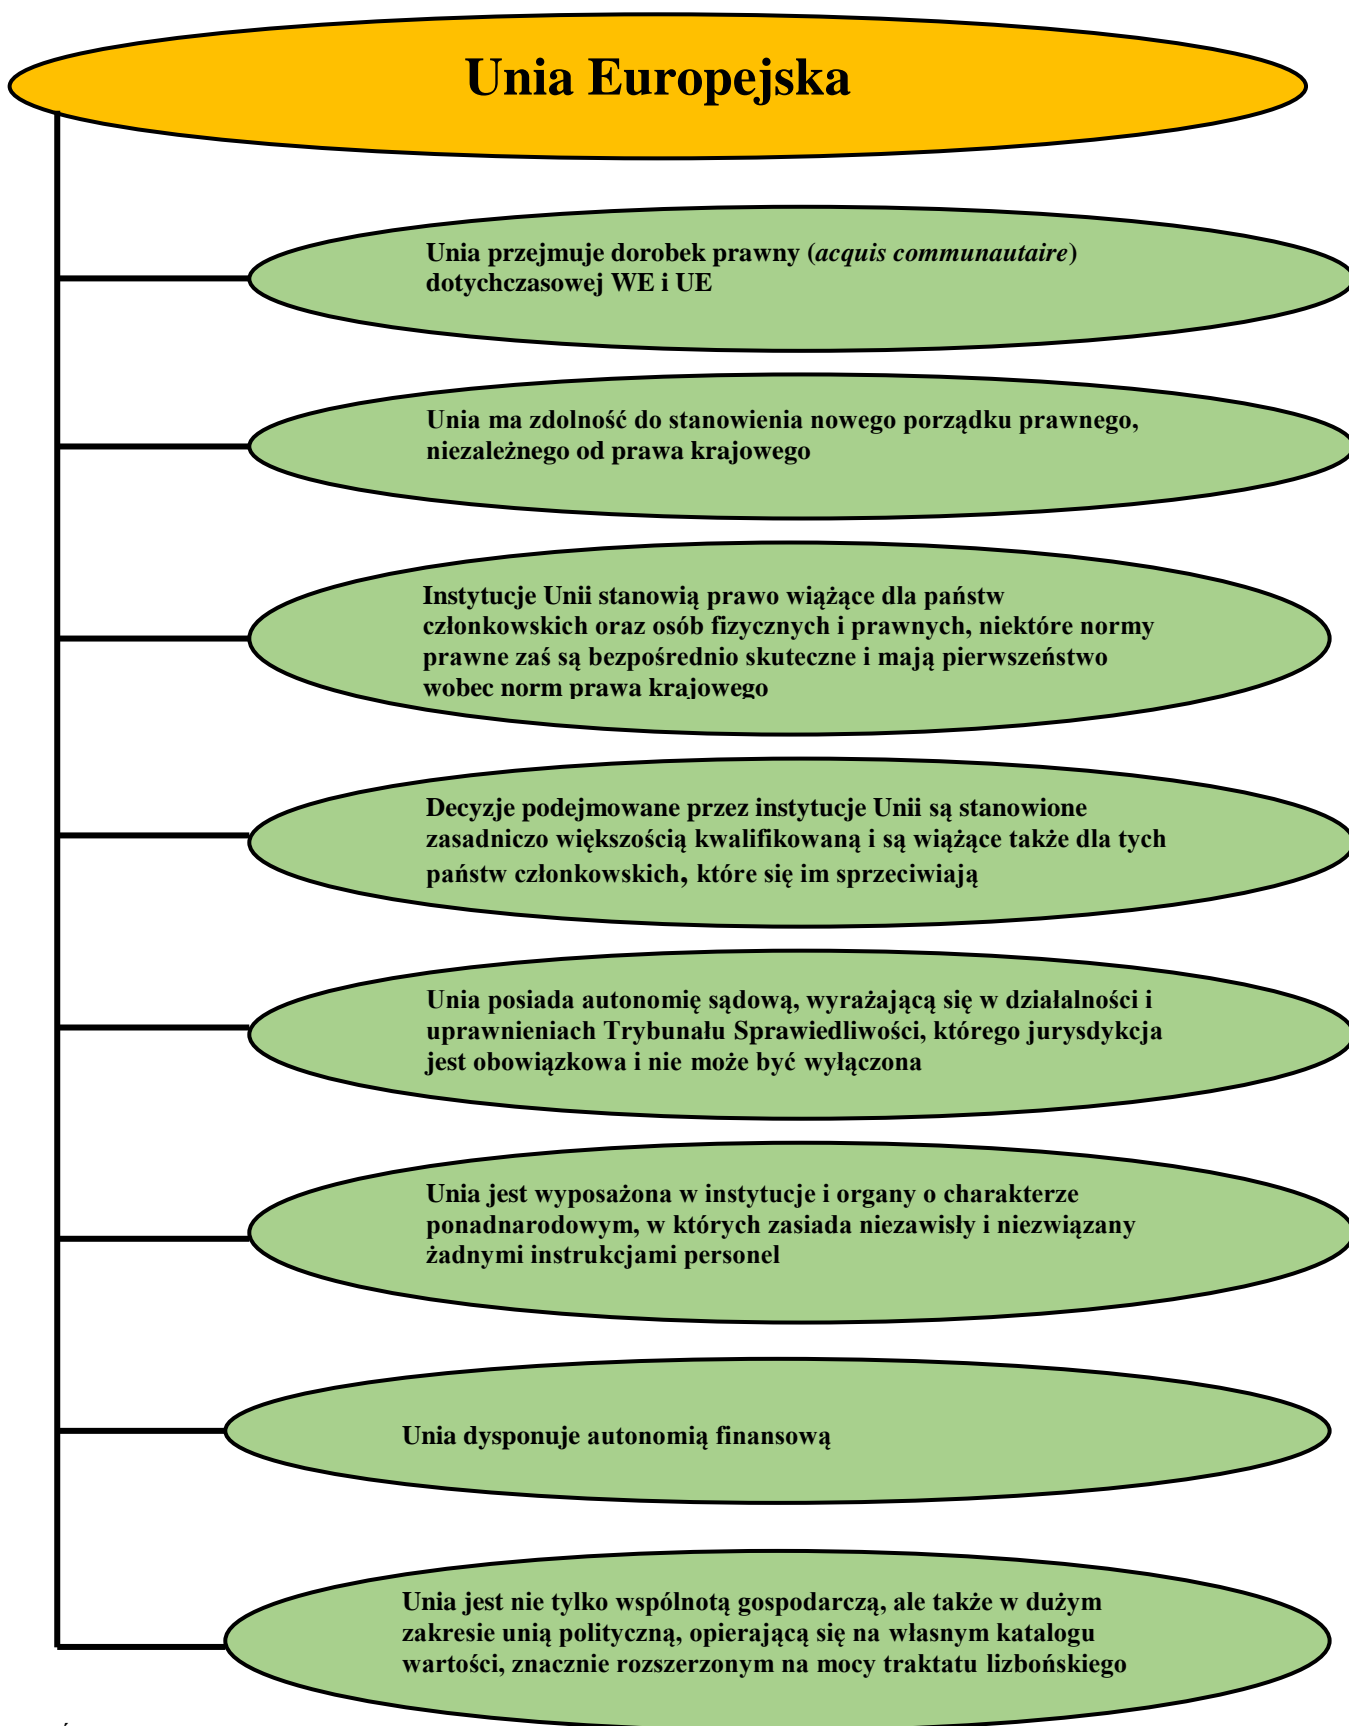 Unia Europejska
Unia przejmuje dorobek prawny (acquis communautaire)
dotychczasowej WE i UE
Unia ma zdolność do stanowienia nowego porządku prawnego,
niezależnego od prawa krajowego
Instytucje Unii stanowią prawo wiążące dla państw
członkowskich oraz osób fizycznych i prawnych, niektóre normy
prawne zaś są bezpośrednio skuteczne i mają pierwszeństwo
wobec norm prawa krajowego
Decyzje podejmowane przez instytucje Unii są stanowione
zasadniczo większością kwalifikowaną i są wiążące także dla tych
państw członkowskich, które się im sprzeciwiają
Unia posiada autonomię sądową, wyrażającą się w działalności i
uprawnieniach Trybunału Sprawiedliwości, którego jurysdykcja
jest obowiązkowa i nie może być wyłączona
Unia jest wyposażona w instytucje i organy o charakterze
ponadnarodowym, w których zasiada niezawisły i niezwiązany
żadnymi instrukcjami personel
Unia dysponuje autonomią finansową
Unia jest nie tylko wspólnotą gospodarczą, ale także w dużym
zakresie unią polityczną, opierającą się na własnym katalogu
wartości, znacznie rozszerzonym na mocy traktatu lizbońskiego